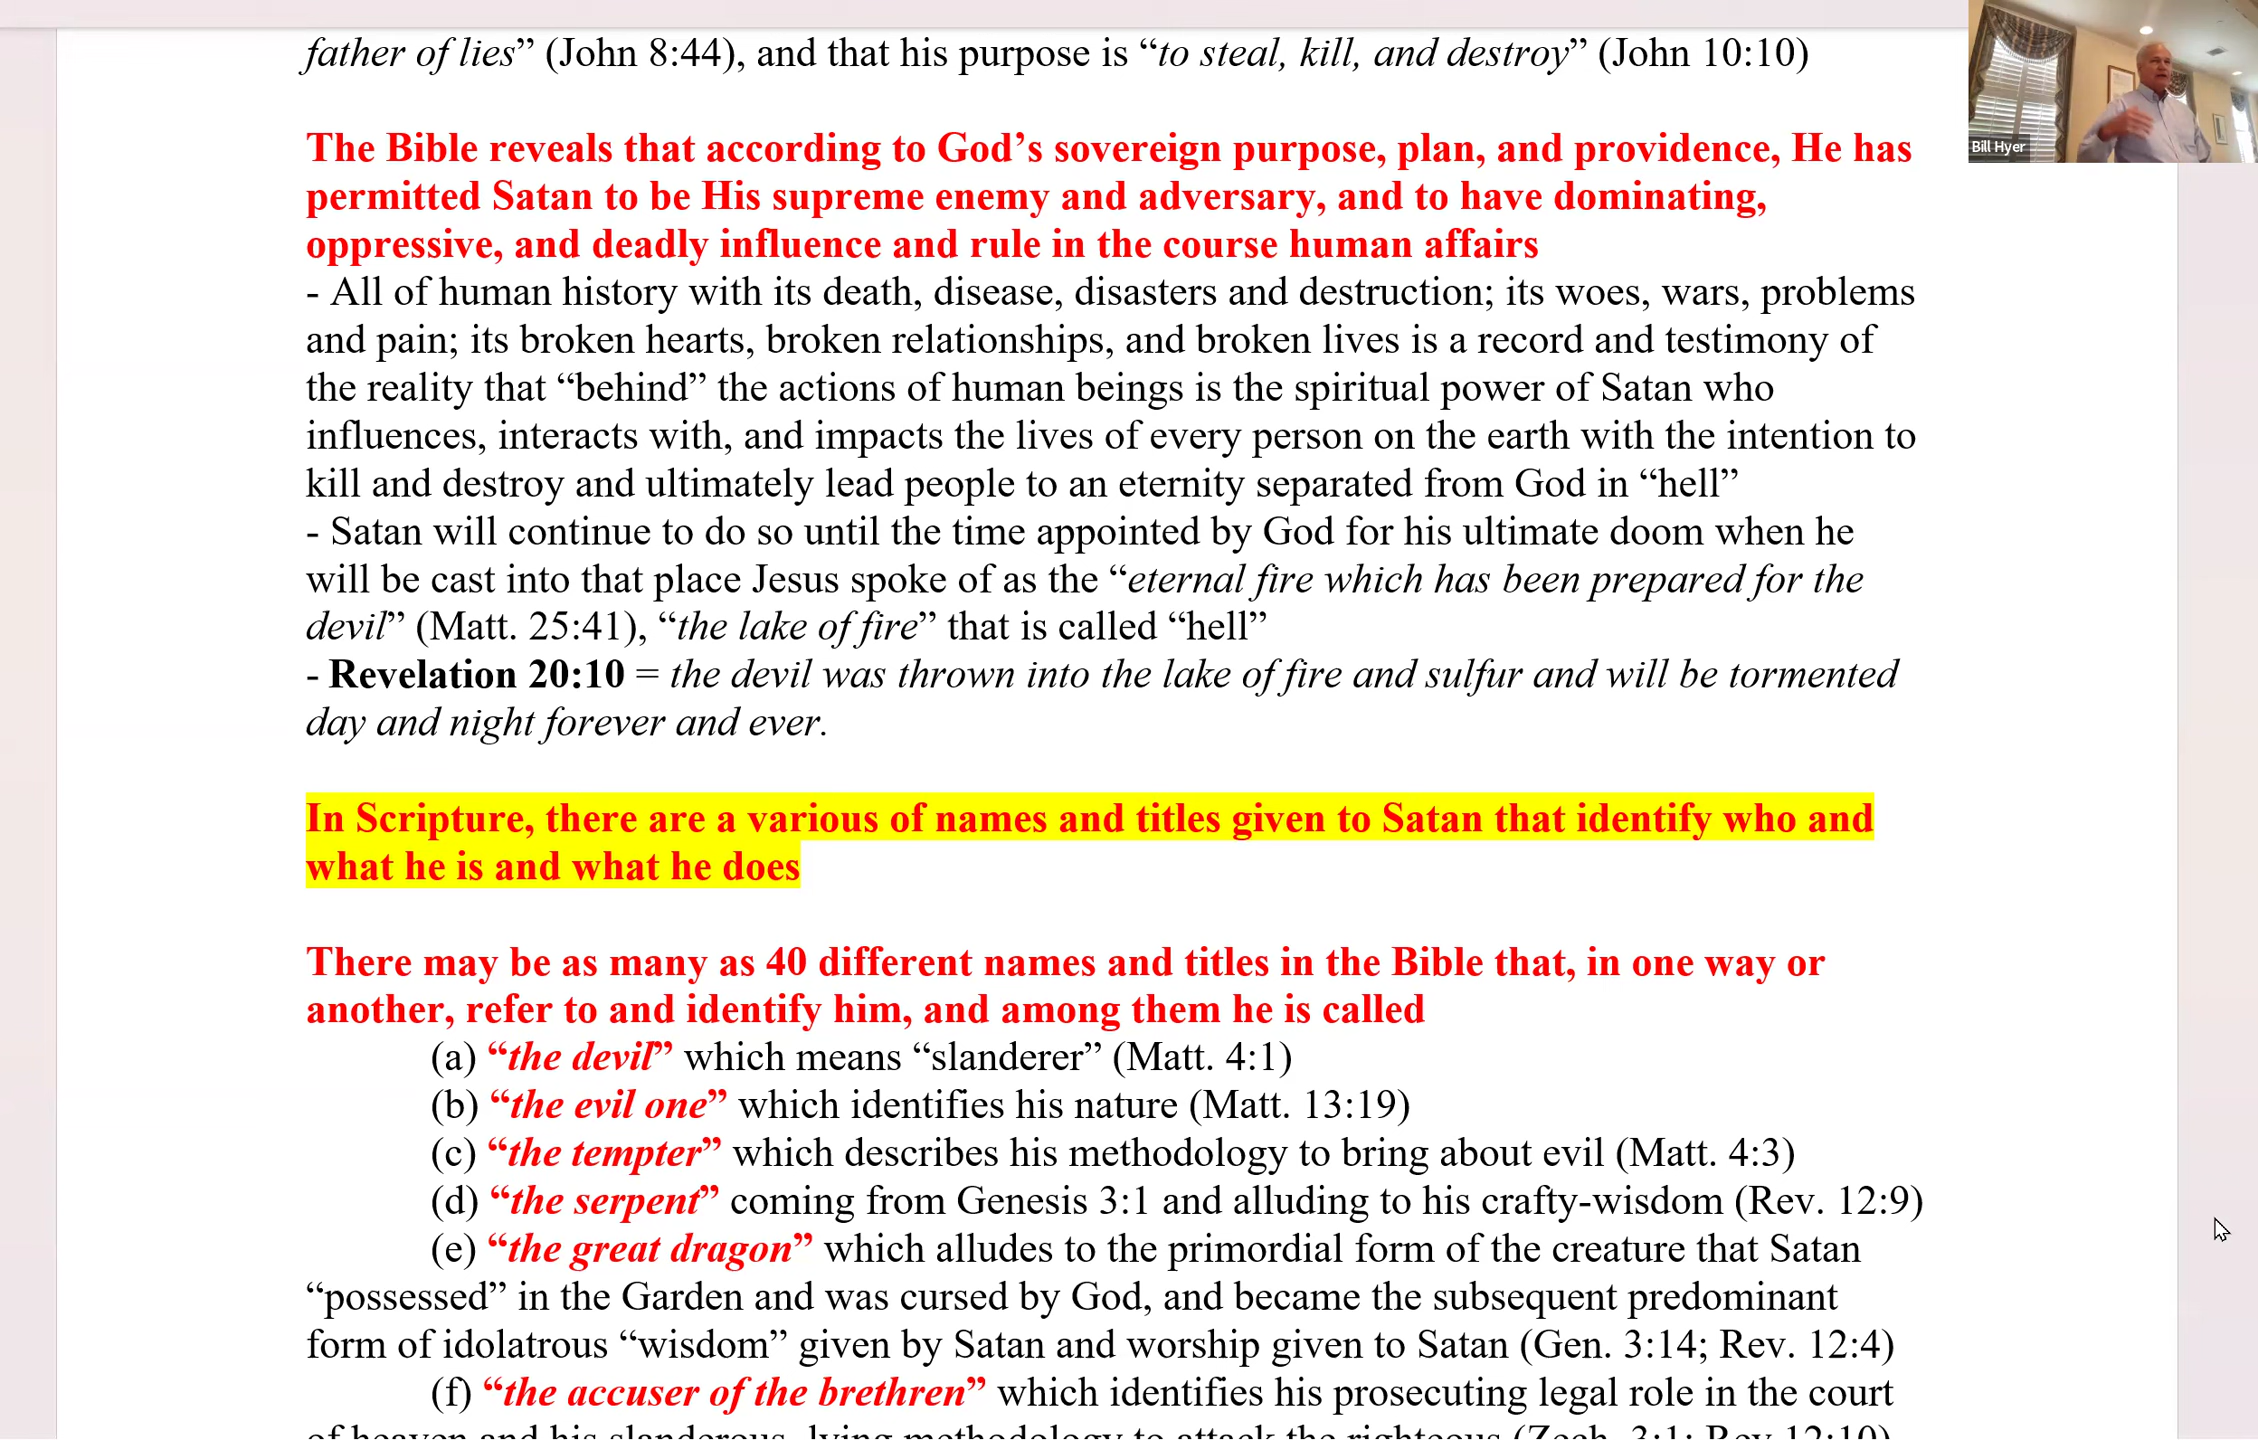 father of lies” (John 8:44), and that his purpose is “to steal, kill, and destroy” (John 10:10)
The Bible reveals that according to God’s sovereign purpose, plan, and providence, He has
permitted Satan to be His supreme enemy and adversary, and to have dominating,
oppressive, and deadly influence and rule in the course human affairs
- All of human history with its death, disease, disasters and destruction; its woes, wars, problems
and pain; its broken hearts, broken relationships, and broken lives is a record and testimony of
the reality that “behind” the actions of human beings is the spiritual power of Satan who
influences, interacts with, and impacts the lives of every person on the earth with the intention to
kill and destroy and ultimately lead people to an eternity separated from God in “hell”
- Satan will continue to do so until the time appointed by God for his ultimate doom when he
will be cast into that place Jesus spoke of as the “eternal fire which has been prepared for the
devil” (Matt. 25:41), “the lake of fire” that is called “hell”
- Revelation 20:10 = the devil was thrown into the lake of fire and sulfur and will be tormented
day and night forever and ever.
In Scripture, there are a various of names and titles given to Satan that identify who and
what he is and what he does
There may be as many as 40 different names and titles in the Bible that, in one way or
another, refer to and identify him, and among them he is called
(a) “the devil” which means “slanderer” (Matt. 4:1)
(b) “the evil one” which identifies his nature (Matt. 13:19)
(c) “the tempter” which describes his methodology to bring about evil (Matt. 4:3)
(d) “the serpent” coming from Genesis 3:1 and alluding to his crafty-wisdom (Rev. 12:9)
(e) “the great dragon” which alludes to the primordial form of the creature that Satan
“possessed” in the Garden and was cursed by God, and became the subsequent predominant
form of idolatrous “wisdom” given by Satan and worship given to Satan (Gen. 3:14; Rev. 12:4)
(f) “the accuser of the brethren” which identifies his prosecuting legal role in the court
of heaven and his slanderous, lying methodology to attack the righteous (Zech. 3:1; Rev 12:10)
Bill Hyer